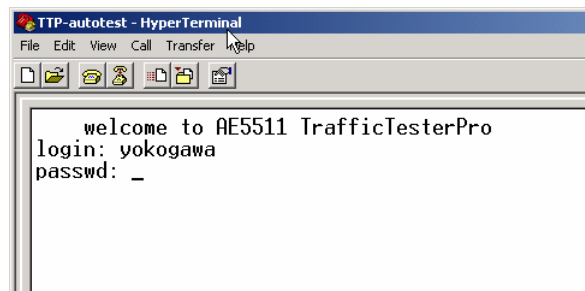 TTP-autotest - HyperTerminal
File Edit View Call Transfer Help
welcome to AE5511 TrafficTesterPro
login: yokogawa
passwd: _